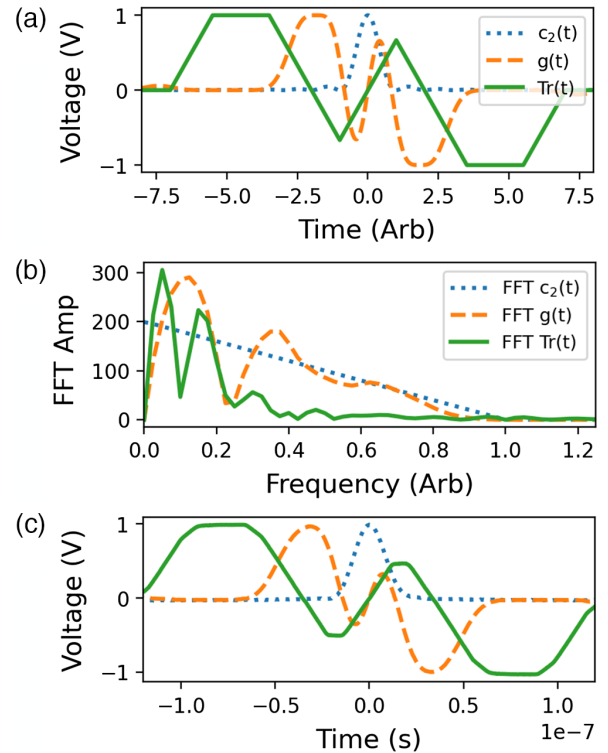 (a)
1
0
−1
Voltage (V)
c₂(t)
g(t)
Tr(t)
−7.5 −5.0 −2.5 0.0 2.5 5.0 7.5
Time (Arb)
(b)
300
200
100
0
FFT Amp
FFT c₂(t)
FFT g(t)
FFT Tr(t)
0.0 0.2 0.4 0.6 0.8 1.0 1.2
Frequency (Arb)
(c)
1
0
−1
Voltage (V)
−1.0 −0.5 0.0 0.5 1.0
1e−7
Time (s)